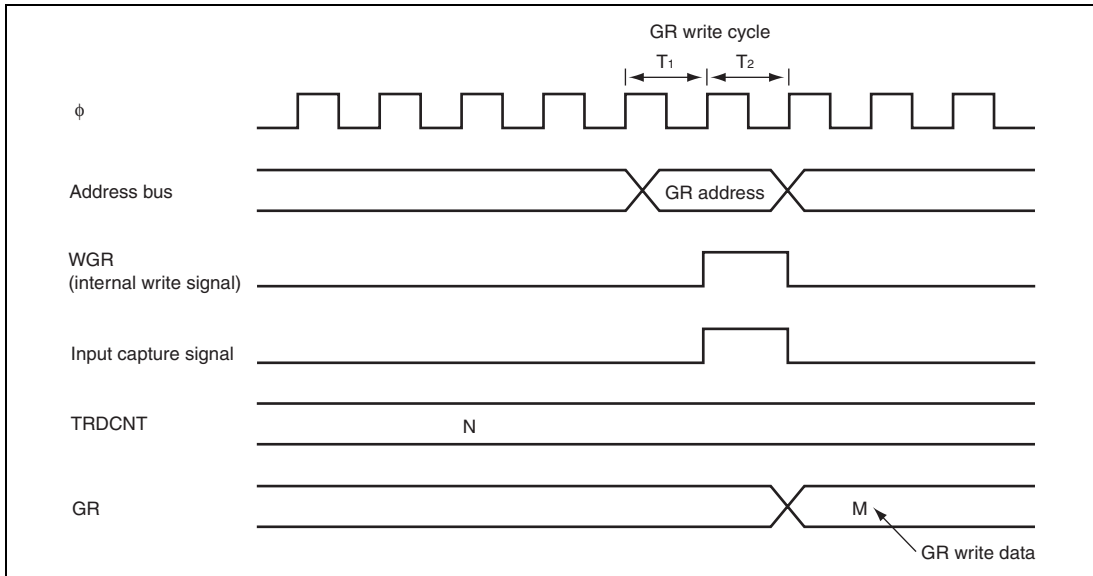 GR write cycle
T1 T2
ϕ
Address bus
GR address
WGR
(internal write signal)
Input capture signal
TRDCNT
N
GR
M
GR write data